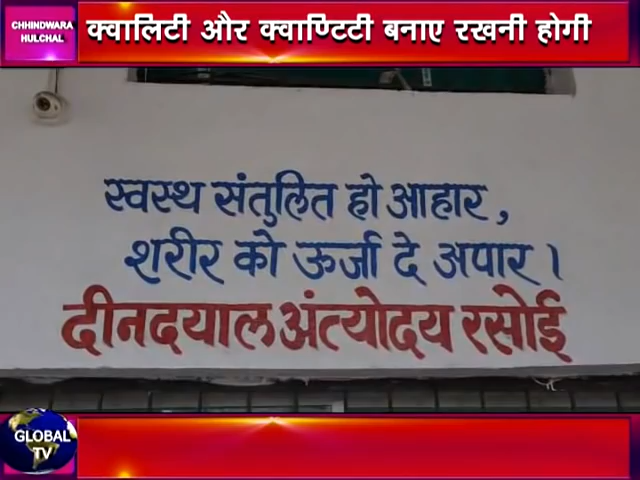 CHHINDWARA
HULCHAL
क्वालिटी और क्वाण्टिटी बनाए रखनी होगी
स्वस्थ संतुलित हो आहार,
शरीर को ऊर्जा दे अपार।
दीनदयाल अंत्योदय रसोई
GLOBAL
TV